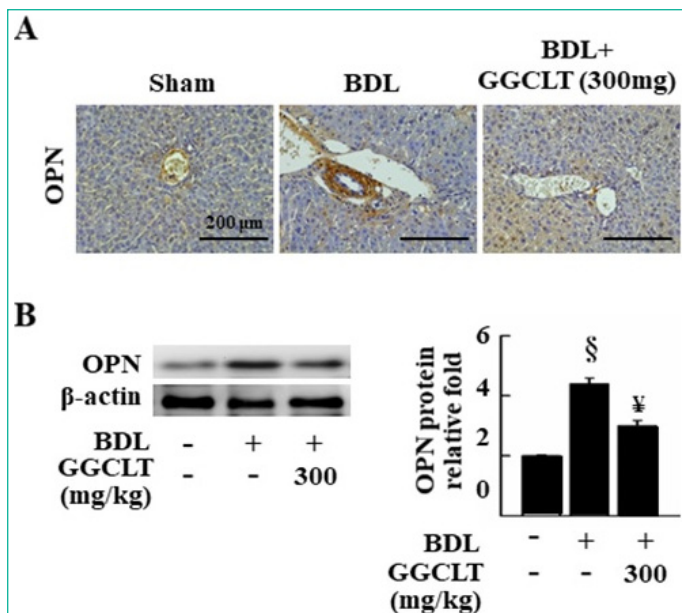 A
Sham
BDL
BDL+
GGCLT (300mg)
OPN
200 µm
B
OPN
β-actin
BDL - + +
GGCLT - - 300
(mg/kg)
OPN protein
relative fold
6
4
2
0
§
¥
BDL - + +
GGCLT 300
(mg/kg)